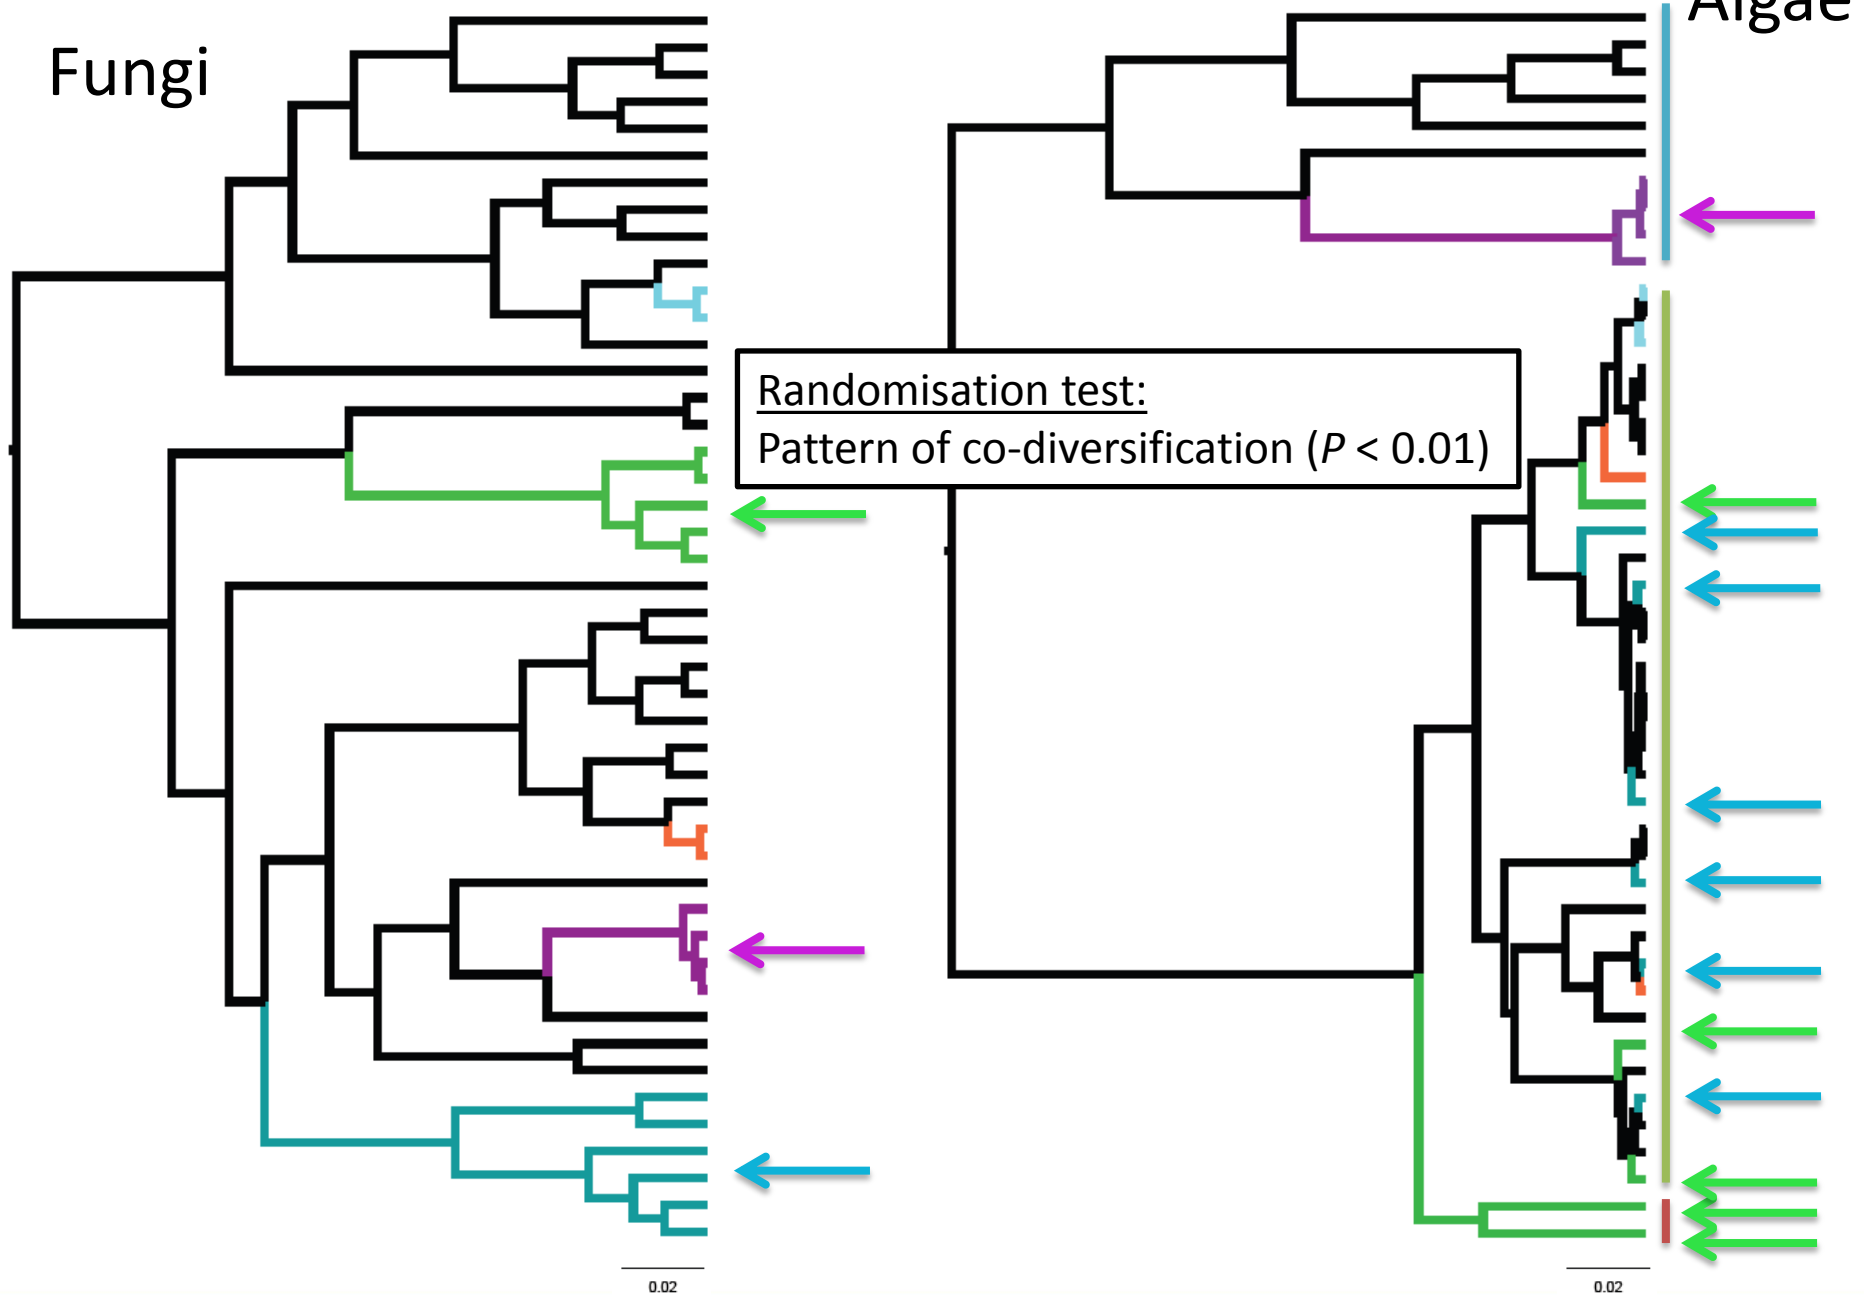 Fungi
Algae
Randomisation test:
Pattern of co-diversification (P < 0.01)
0.02
0.02